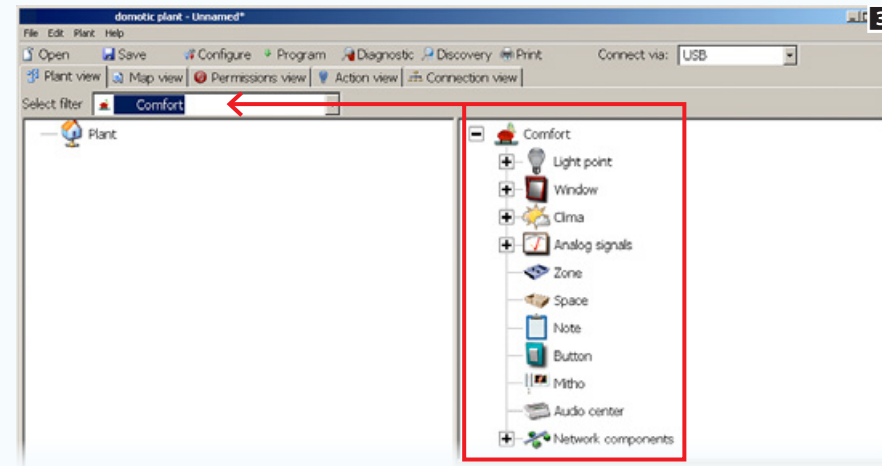 domotic plant - Unnamed*
3
File Edit Plant Help
Open Save Configure Program Diagnostic Discovery Print Connect via: USB
Plant view Map view Permissions view Action view Connection view
Select filter Comfort
Plant
Comfort
Light point
Window
Clima
Analog signals
Zone
Space
Note
Button
Mitho
Audio center
Network components